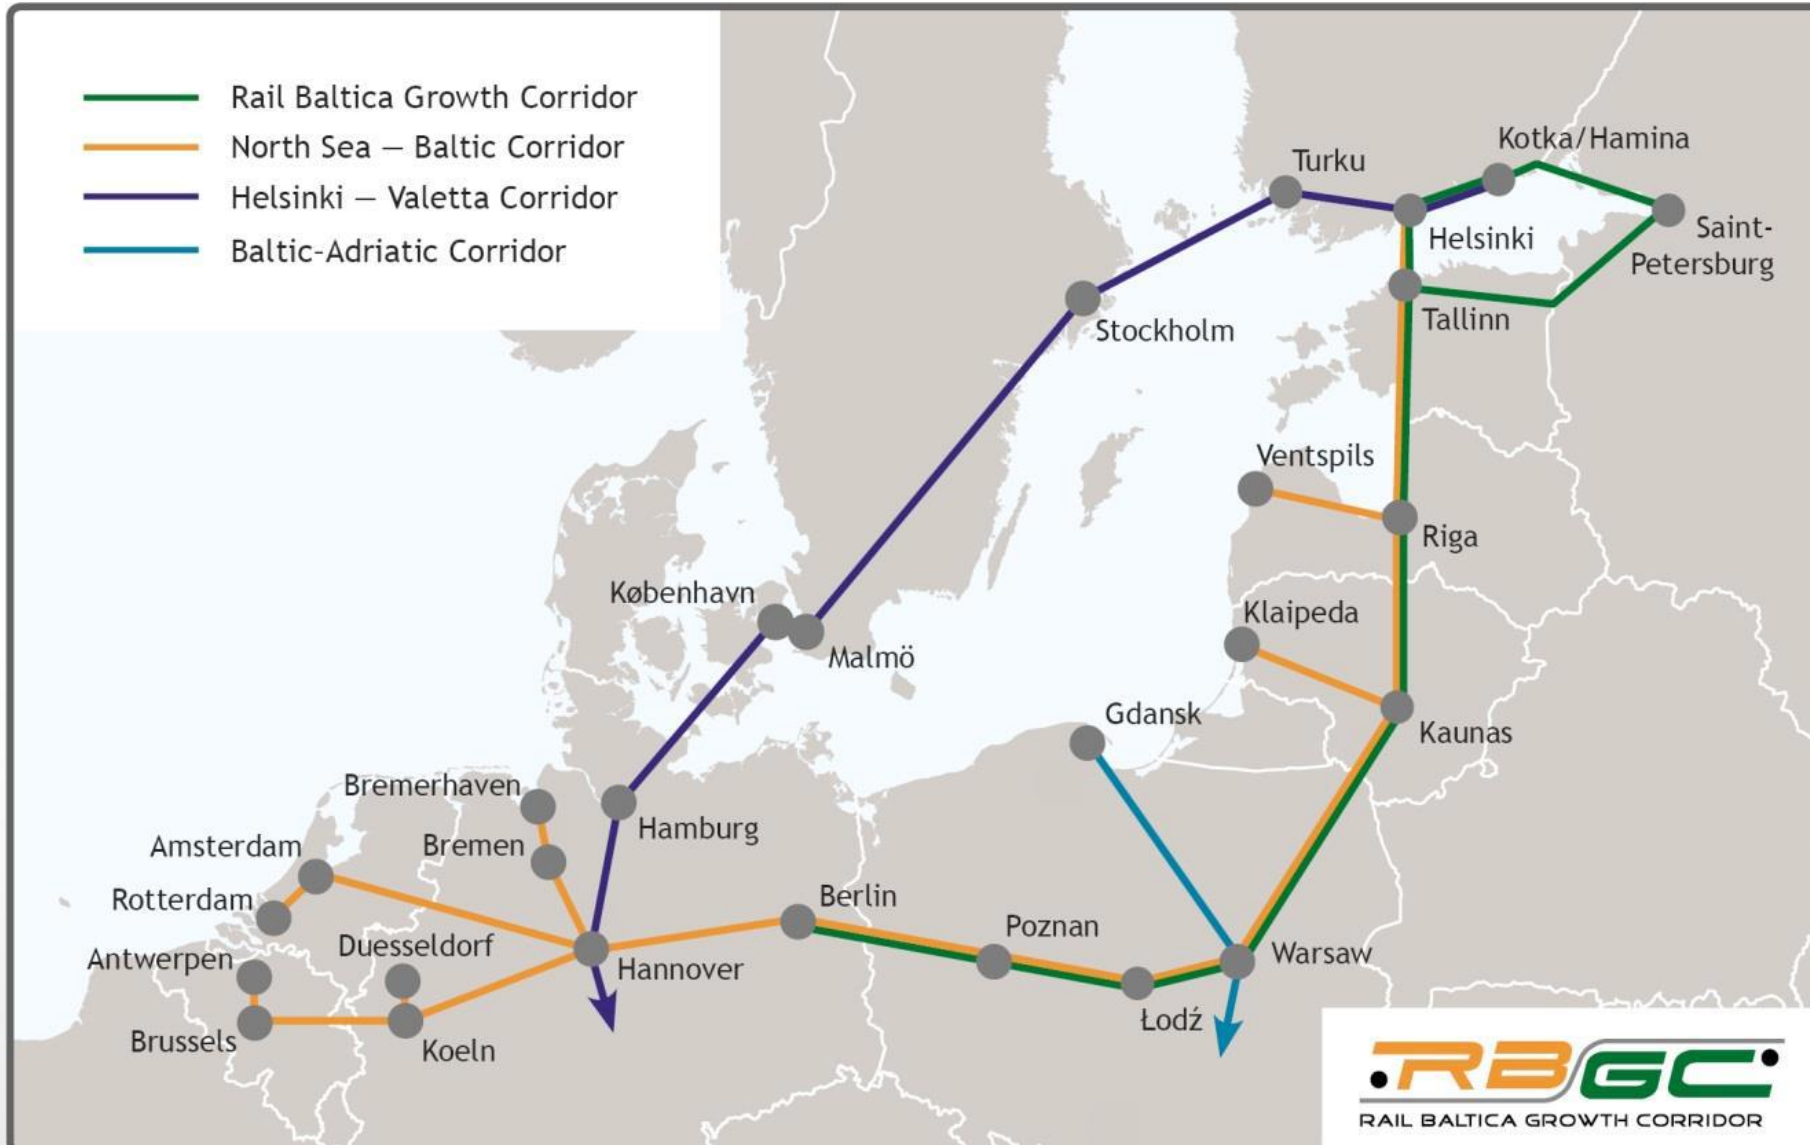 Rail Baltica Growth Corridor
North Sea — Baltic Corridor
Helsinki — Valetta Corridor
Baltic-Adriatic Corridor
Kotka/Hamina
Turku
Saint-
Petersburg
Helsinki
Tallinn
Stockholm
Ventspils
Riga
København
Klaipeda
Malmö
Gdansk
Kaunas
Bremerhaven
Hamburg
Amsterdam
Bremen
Rotterdam
Berlin
Poznan
Duesseldorf
Antwerpen
Hannover
Warsaw
Łodź
Brussels
Koeln
RBGC
RAIL BALTICA GROWTH CORRIDOR